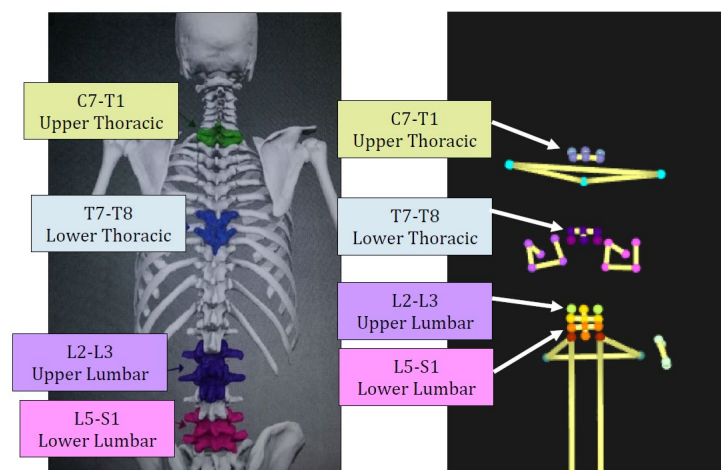 C7-T1
Upper Thoracic
T7-T8
Lower Thoracic
L2-L3
Upper Lumbar
L5-S1
Lower Lumbar
C7-T1
Upper Thoracic
T7-T8
Lower Thoracic
L2-L3
Upper Lumbar
L5-S1
Lower Lumbar